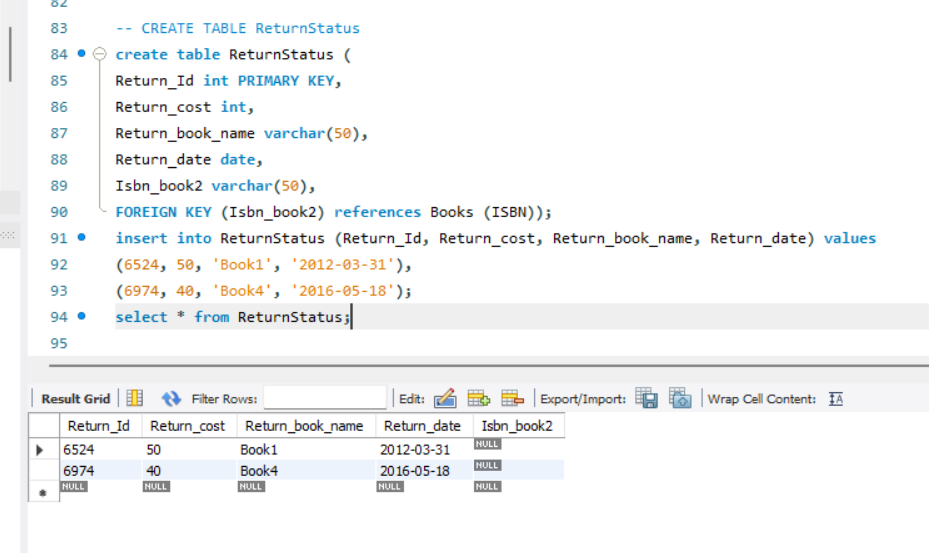 82
83 -- CREATE TABLE ReturnStatus
84 create table ReturnStatus (
85 Return_Id int PRIMARY KEY,
86 Return_cost int,
87 Return_book_name varchar(50),
88 Return_date date,
89 Isbn_book2 varchar(50),
90 FOREIGN KEY (Isbn_book2) references Books (ISBN));
91 insert into ReturnStatus (Return_Id, Return_cost, Return_book_name, Return_date) values
92 (6524, 50, 'Book1', '2012-03-31'),
93 (6974, 40, 'Book4', '2016-05-18');
94 select * from ReturnStatus;
95
Result Grid Filter Rows: Edit: Export/Import: Wrap Cell Content: IA
Return_Id Return_cost Return_book_name Return_date Isbn_book2
6524 50 Book1 2012-03-31 NULL
6974 40 Book4 2016-05-18 NULL
NULL NULL NULL NULL NULL